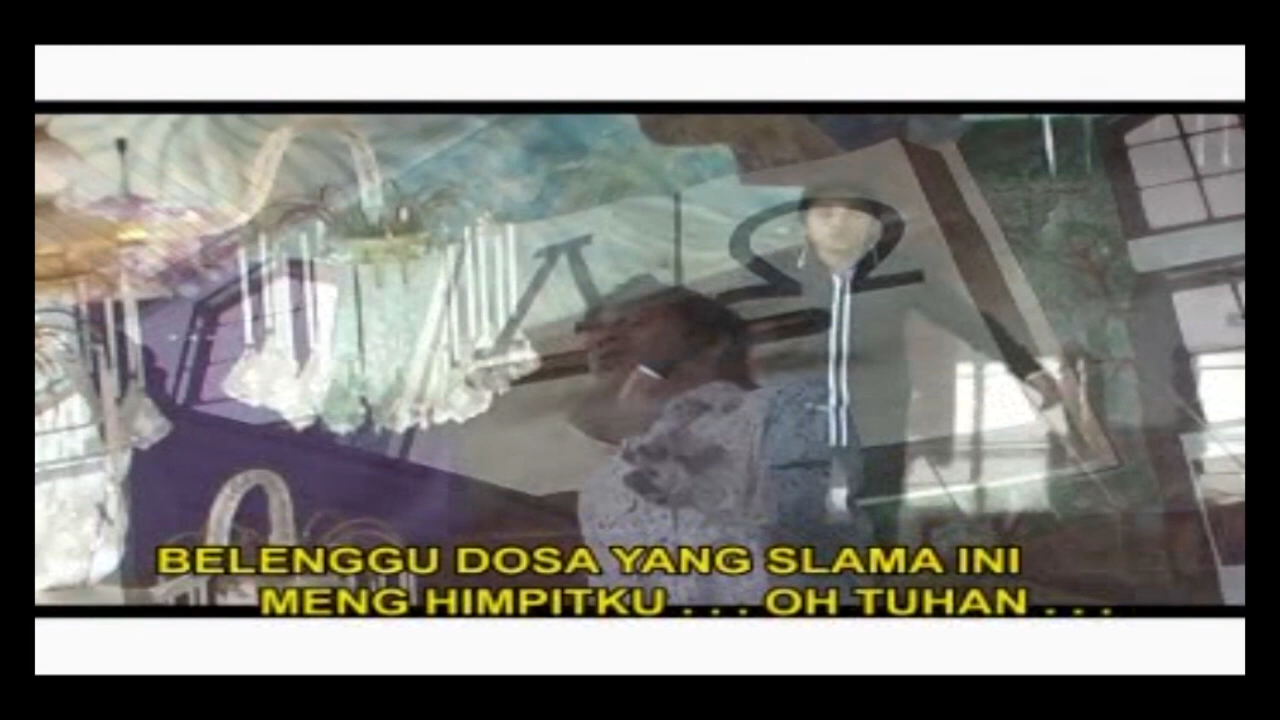 BELENGGU DOSA YANG SLAMA INI
MENG HIMPITKU . . . OH TUHAN . . .